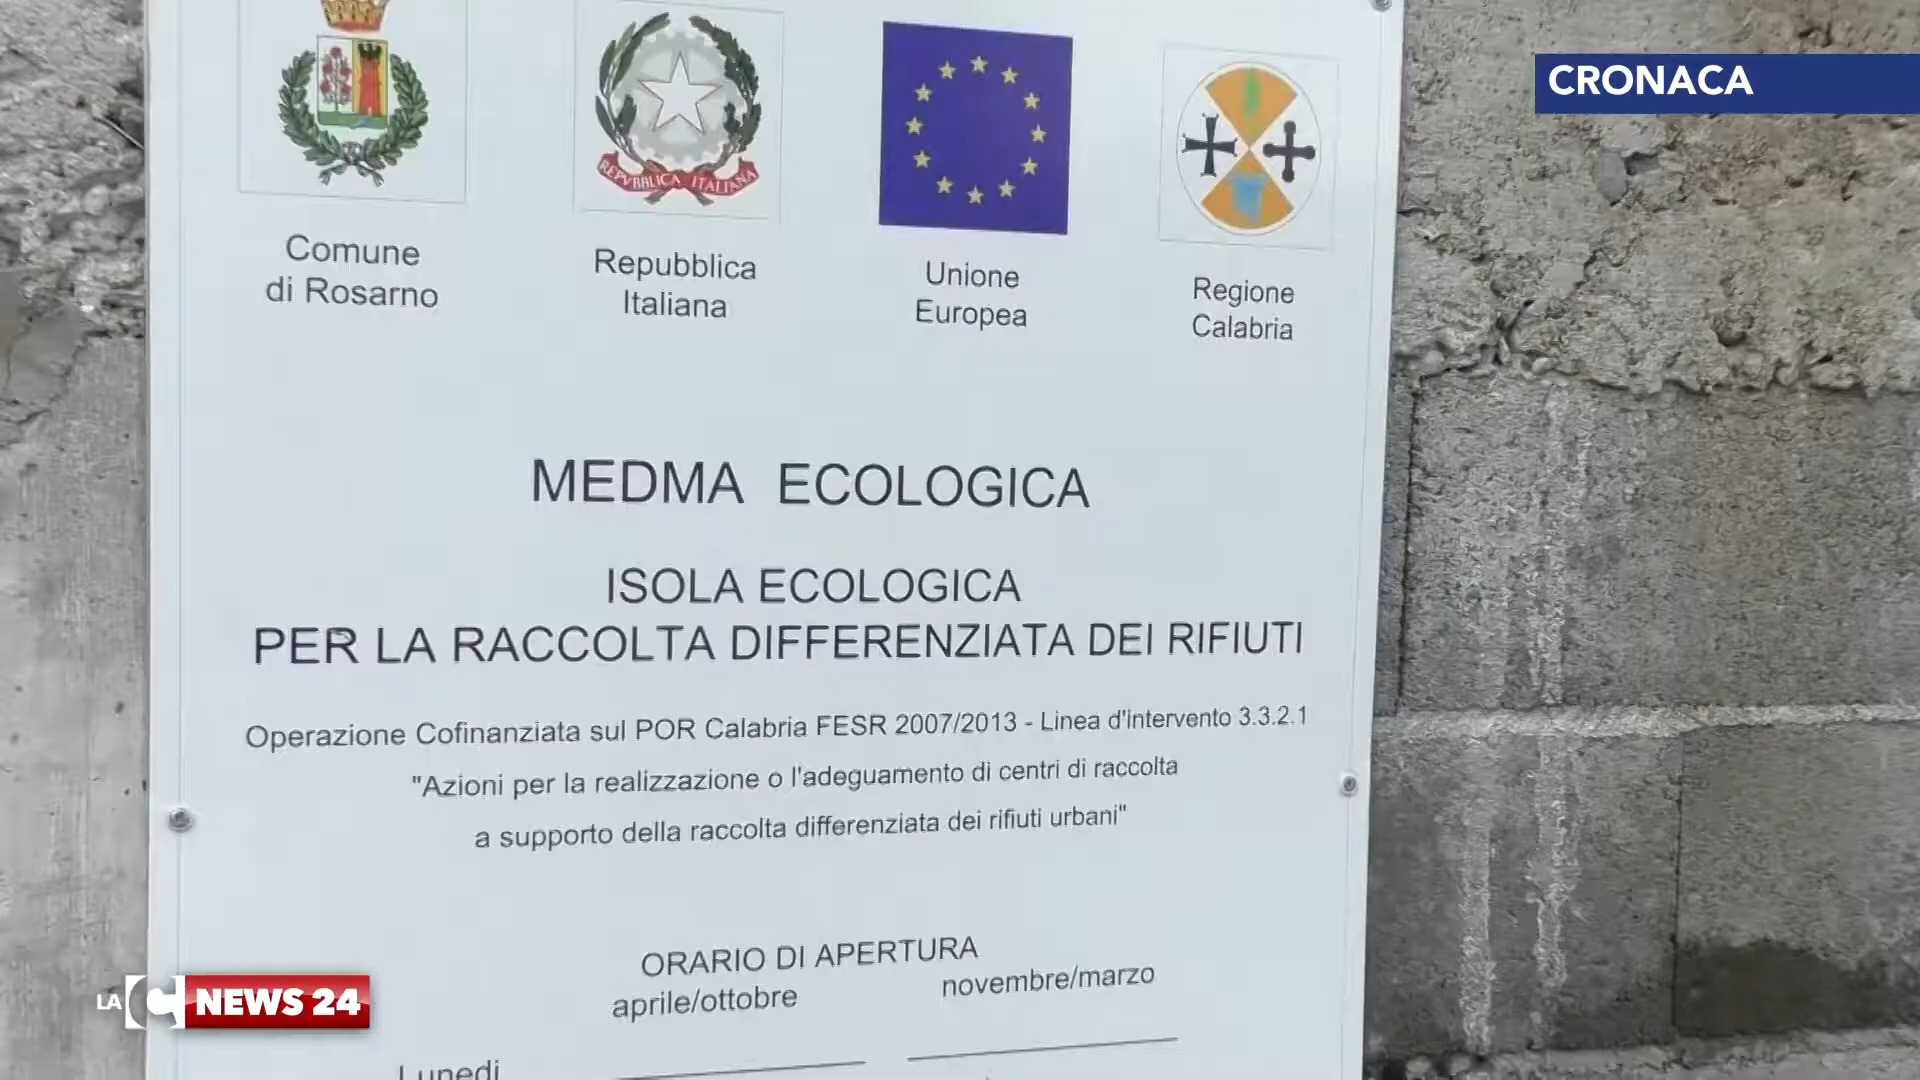 CRONACA
REPVBBLICA ITALIANA
Comune
di Rosarno
Repubblica
Italiana
Unione
Europea
Regione
Calabria
MEDMA ECOLOGICA
ISOLA ECOLOGICA
PER LA RACCOLTA DIFFERENZIATA DEI RIFIUTI
Operazione Cofinanziata sul POR Calabria FESR 2007/2013 - Linea d'intervento 3.3.2.1
"Azioni per la realizzazione o l'adeguamento di centri di raccolta
a supporto della raccolta differenziata dei rifiuti urbani"
ORARIO DI APERTURA
aprile/ottobre novembre/marzo
Lunedi
LA C NEWS 24